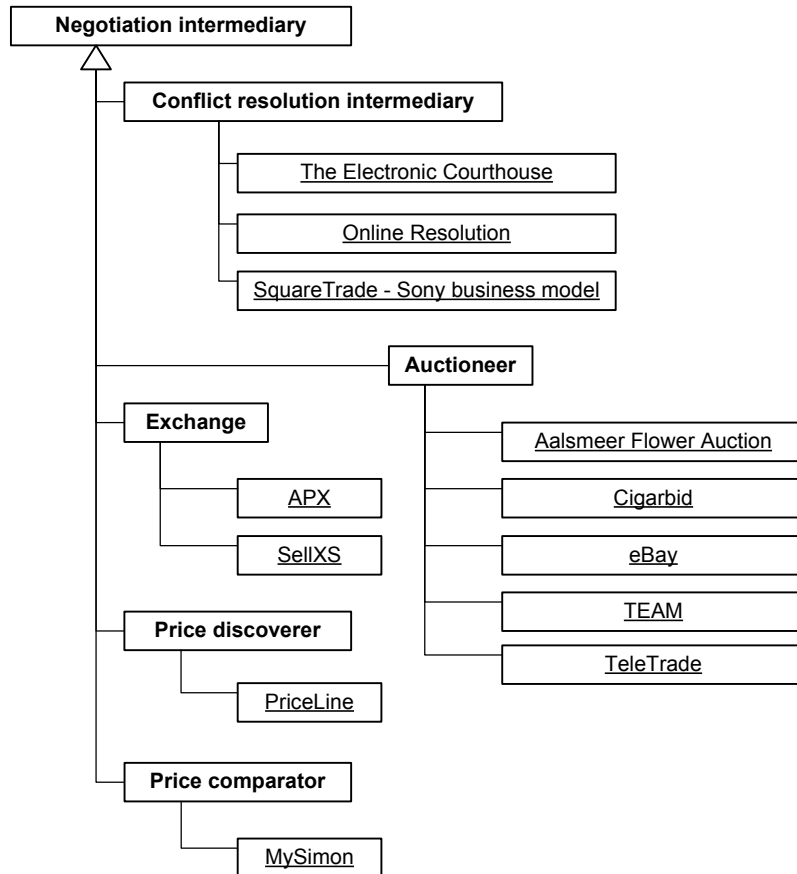 Negotiation intermediary
Conflict resolution intermediary
The Electronic Courthouse
Online Resolution
SquareTrade - Sony business model
Auctioneer
Aalsmeer Flower Auction
Cigarbid
eBay
TEAM
TeleTrade
Exchange
APX
SellXS
Price discoverer
PriceLine
Price comparator
MySimon